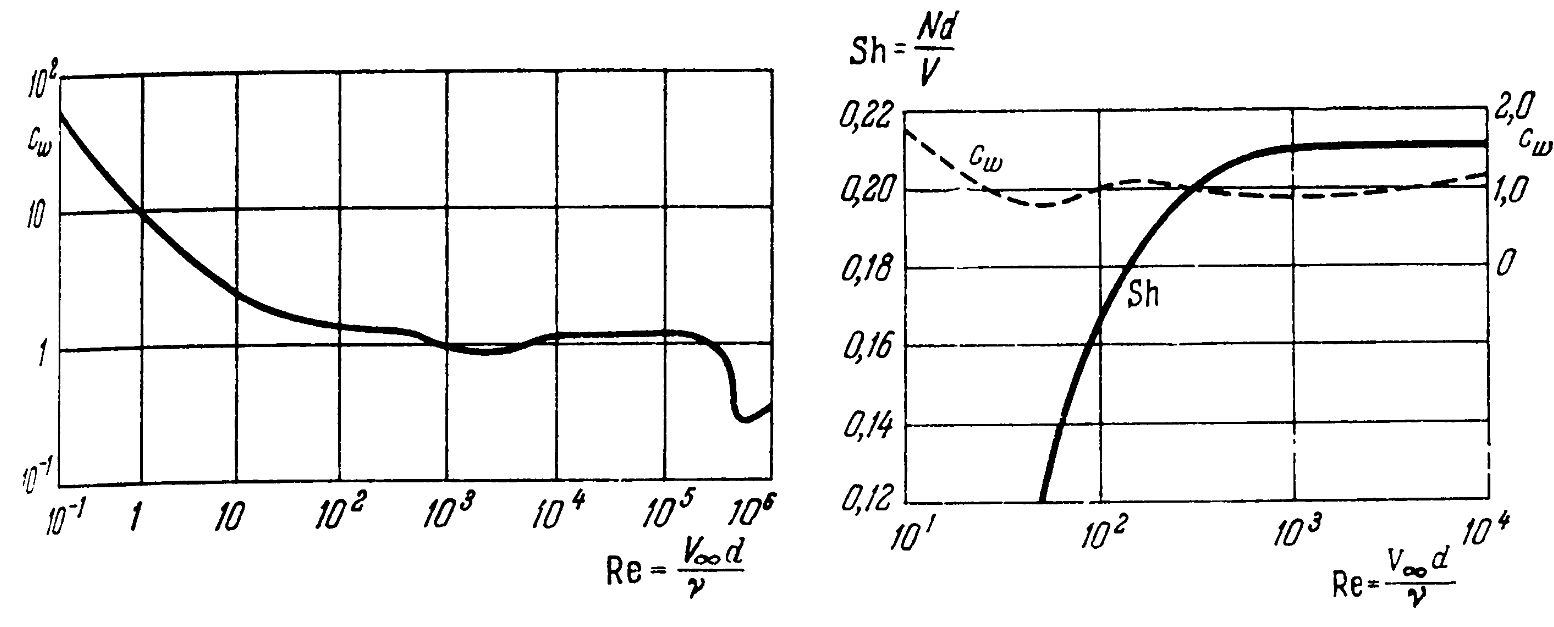 10²
c_w
10
1
10⁻¹
10⁻¹ 1 10 10² 10³ 10⁴ 10⁵ 10⁶
Re = V∞d/ν
Sh = Nd/V
0,22
0,20
0,18
0,16
0,14
0,12
2,0
c_w
1,0
0
c_w
Sh
10¹ 10² 10³ 10⁴
Re = V∞d/ν